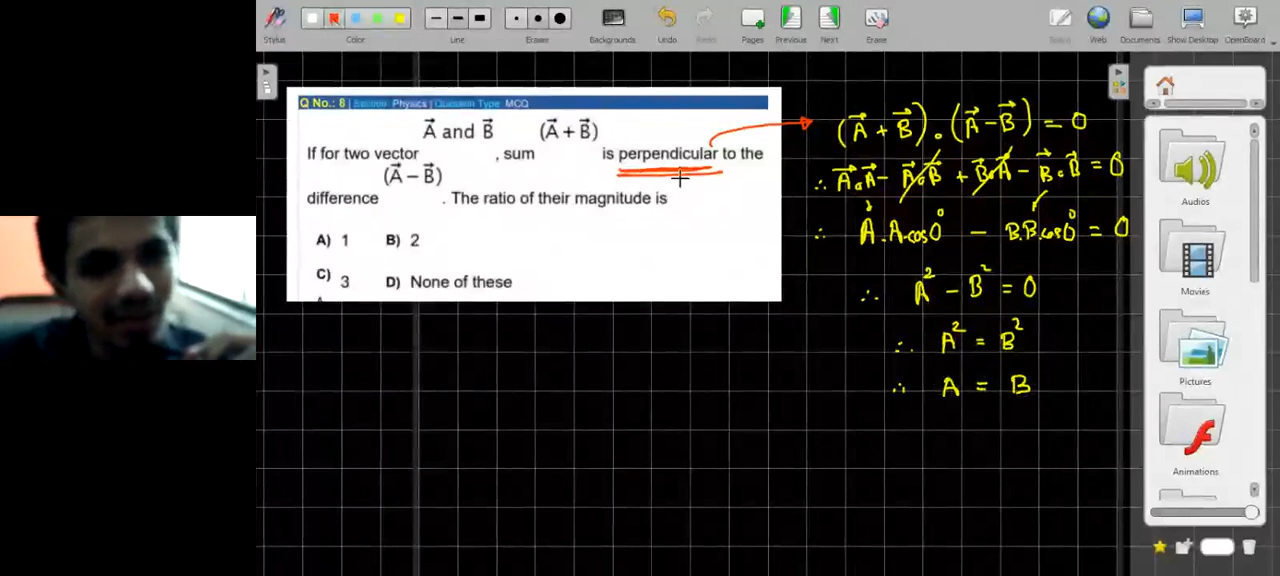 Stylus Color Line Eraser Backgrounds Undo Pages Previous Next Erase Web Documents Show Desktop OpenBoard
Q No.: 8 | Section Physics | Question Type MCQ
A⃗ and B⃗ (A⃗ + B⃗)
If for two vector , sum is perpendicular to the
(A⃗ − B⃗)
difference . The ratio of their magnitude is
A) 1 B) 2
C) 3 D) None of these
(A⃗ + B⃗) . (A⃗ − B⃗) = 0
∴ A⃗.A⃗ − A⃗.B⃗ + B⃗.A⃗ − B⃗.B⃗ = 0
∴ A.A.cos0° − B.B.cos0° = 0
∴ A² − B² = 0
∴ A² = B²
∴ A = B
Audios
Movies
Pictures
Animations